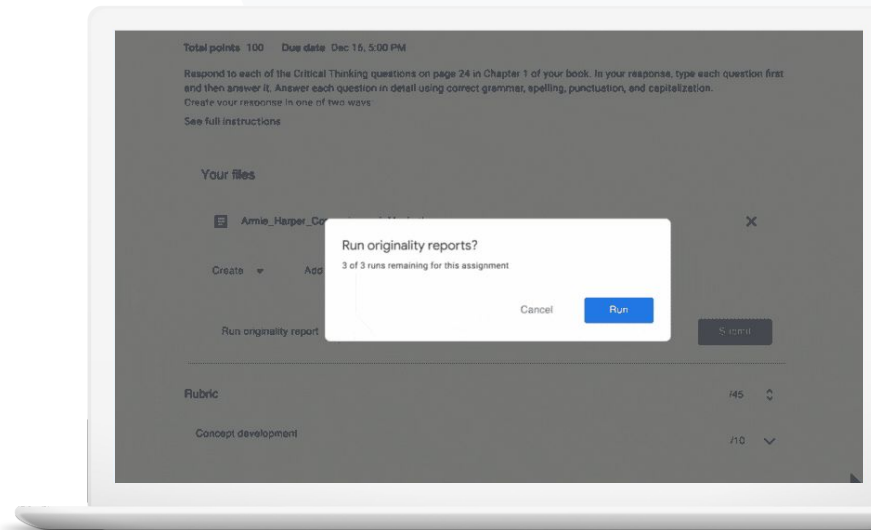 Total points 100 Due date Dec 16, 5:00 PM
Respond to each of the Critical Thinking questions on page 24 in Chapter 1 of your book. In your response, type each question first
and then answer it. Answer each question in detail using correct grammar, spelling, punctuation, and capitalization.
Create your response in one of two ways:
See full instructions
Your files
Armie_Harper_Co
Create Add
Run originality reports?
3 of 3 runs remaining for this assignment
Cancel Run
Run originality report Submit
Rubric /45
Concept development /10